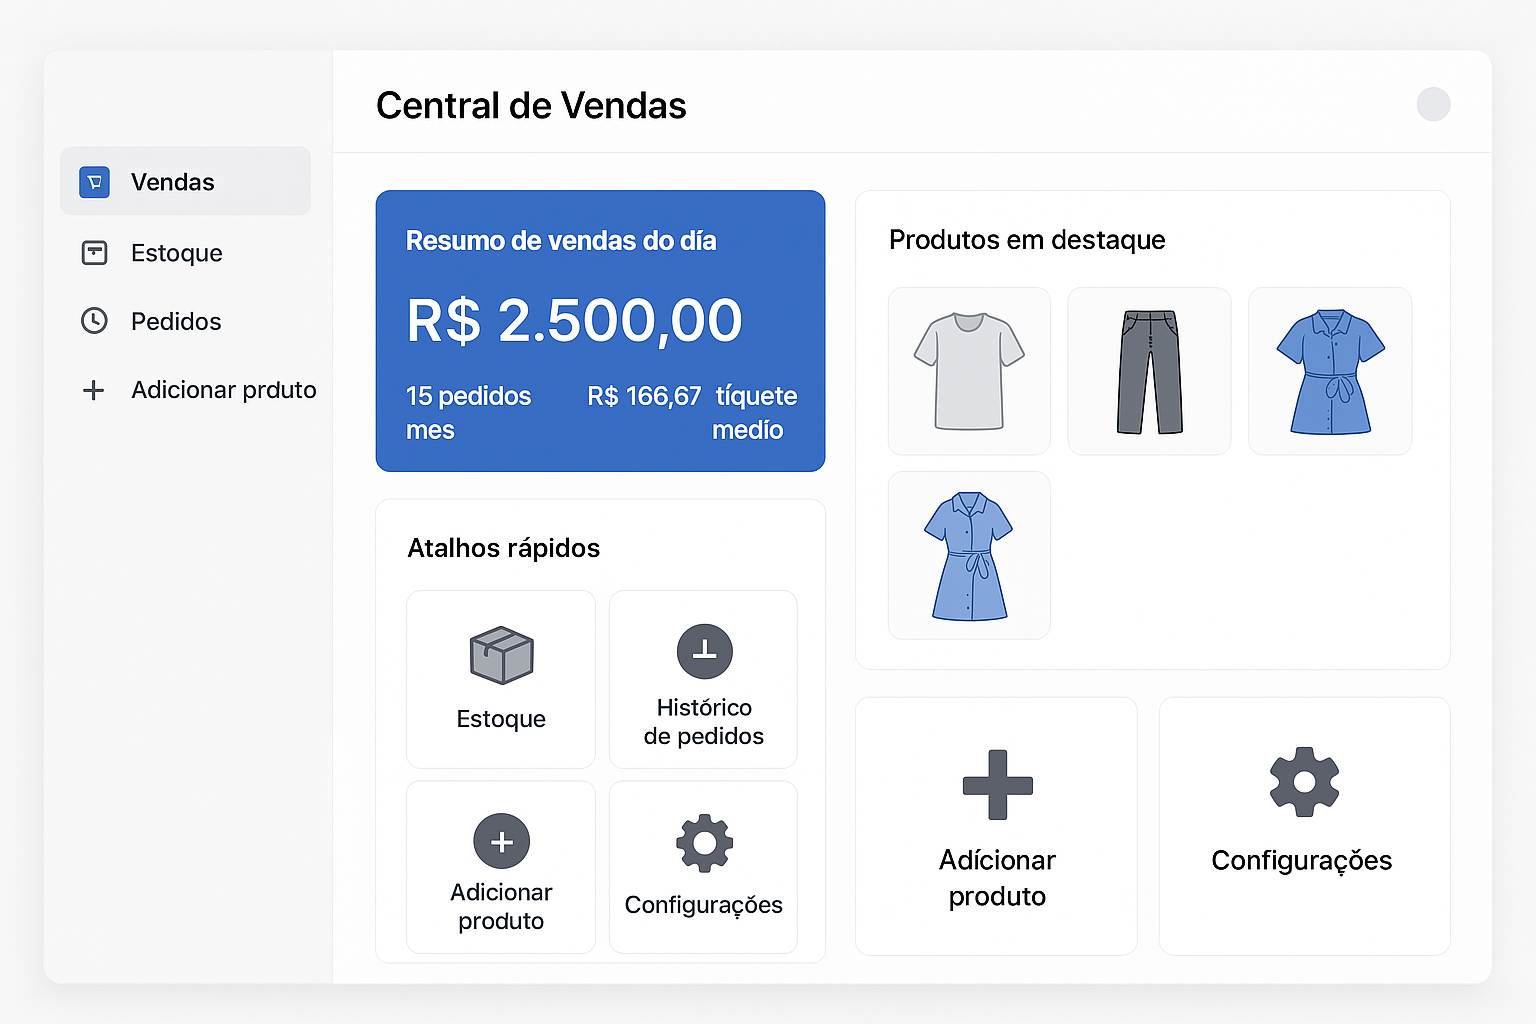 Central de Vendas
Vendas
Estoque
Pedidos
Adicionar prduto
Resumo de vendas do día
R$ 2.500,00
15 pedidos R$ 166,67 tíquete
mes medío
Atalhos rápidos
Estoque
Histórico
de pedidos
Adicionar
produto
Configurações
Produtos em destaque
Adícionar
produto
Configurações